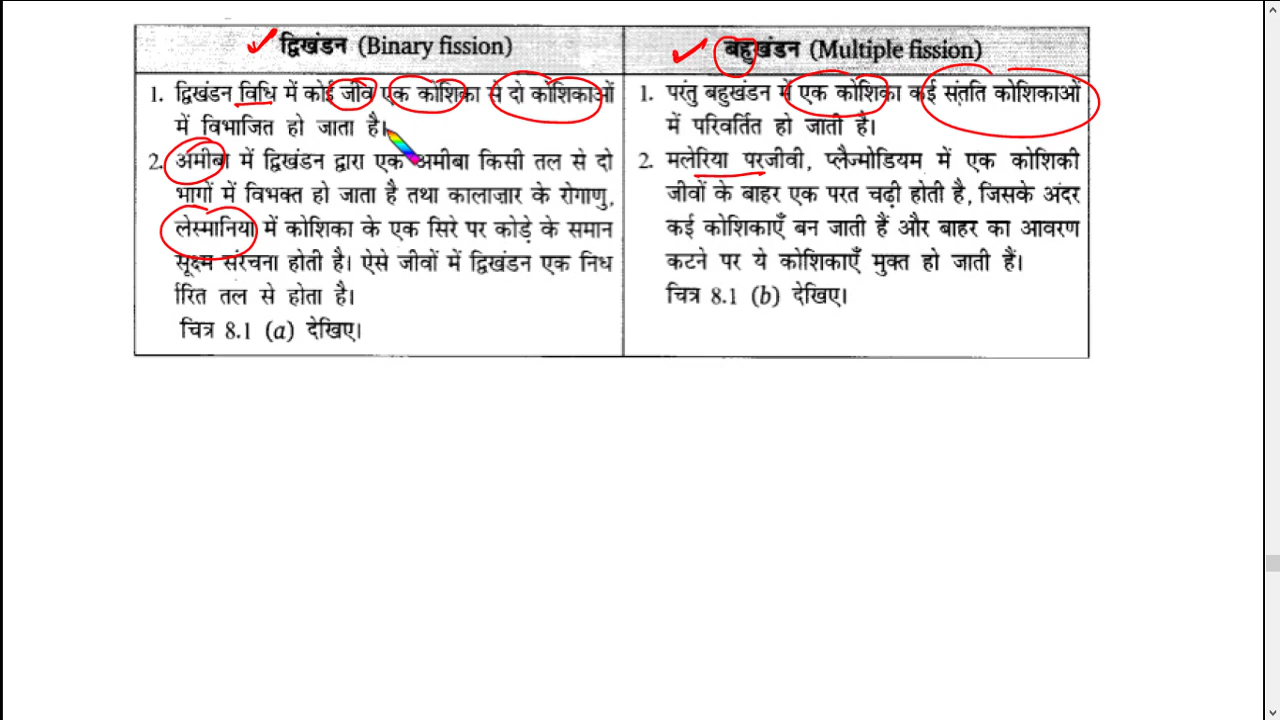 द्विखंडन (Binary fission)
1. द्विखंडन विधि में कोई जीव एक कोशिका से दो कोशिकाओं
में विभाजित हो जाता है।
2. अमीबा में द्विखंडन द्वारा एक अमीबा किसी तल से दो
भागों में विभक्त हो जाता है तथा कालाज़ार के रोगाणु,
लेस्मानिया में कोशिका के एक सिरे पर कोड़े के समान
सूक्ष्म संरचना होती है। ऐसे जीवों में द्विखंडन एक निध
र्ारित तल से होता है।
चित्र 8.1 (a) देखिए।
बहुखंडन (Multiple fission)
1. परंतु बहुखंडन में एक कोशिका कई संतति कोशिकाओं
में परिवर्तित हो जाती है।
2. मलेरिया परजीवी, प्लैज्मोडियम में एक कोशिकी
जीवों के बाहर एक परत चढ़ी होती है, जिसके अंदर
कई कोशिकाएँ बन जाती हैं और बाहर का आवरण
कटने पर ये कोशिकाएँ मुक्त हो जाती हैं।
चित्र 8.1 (b) देखिए।